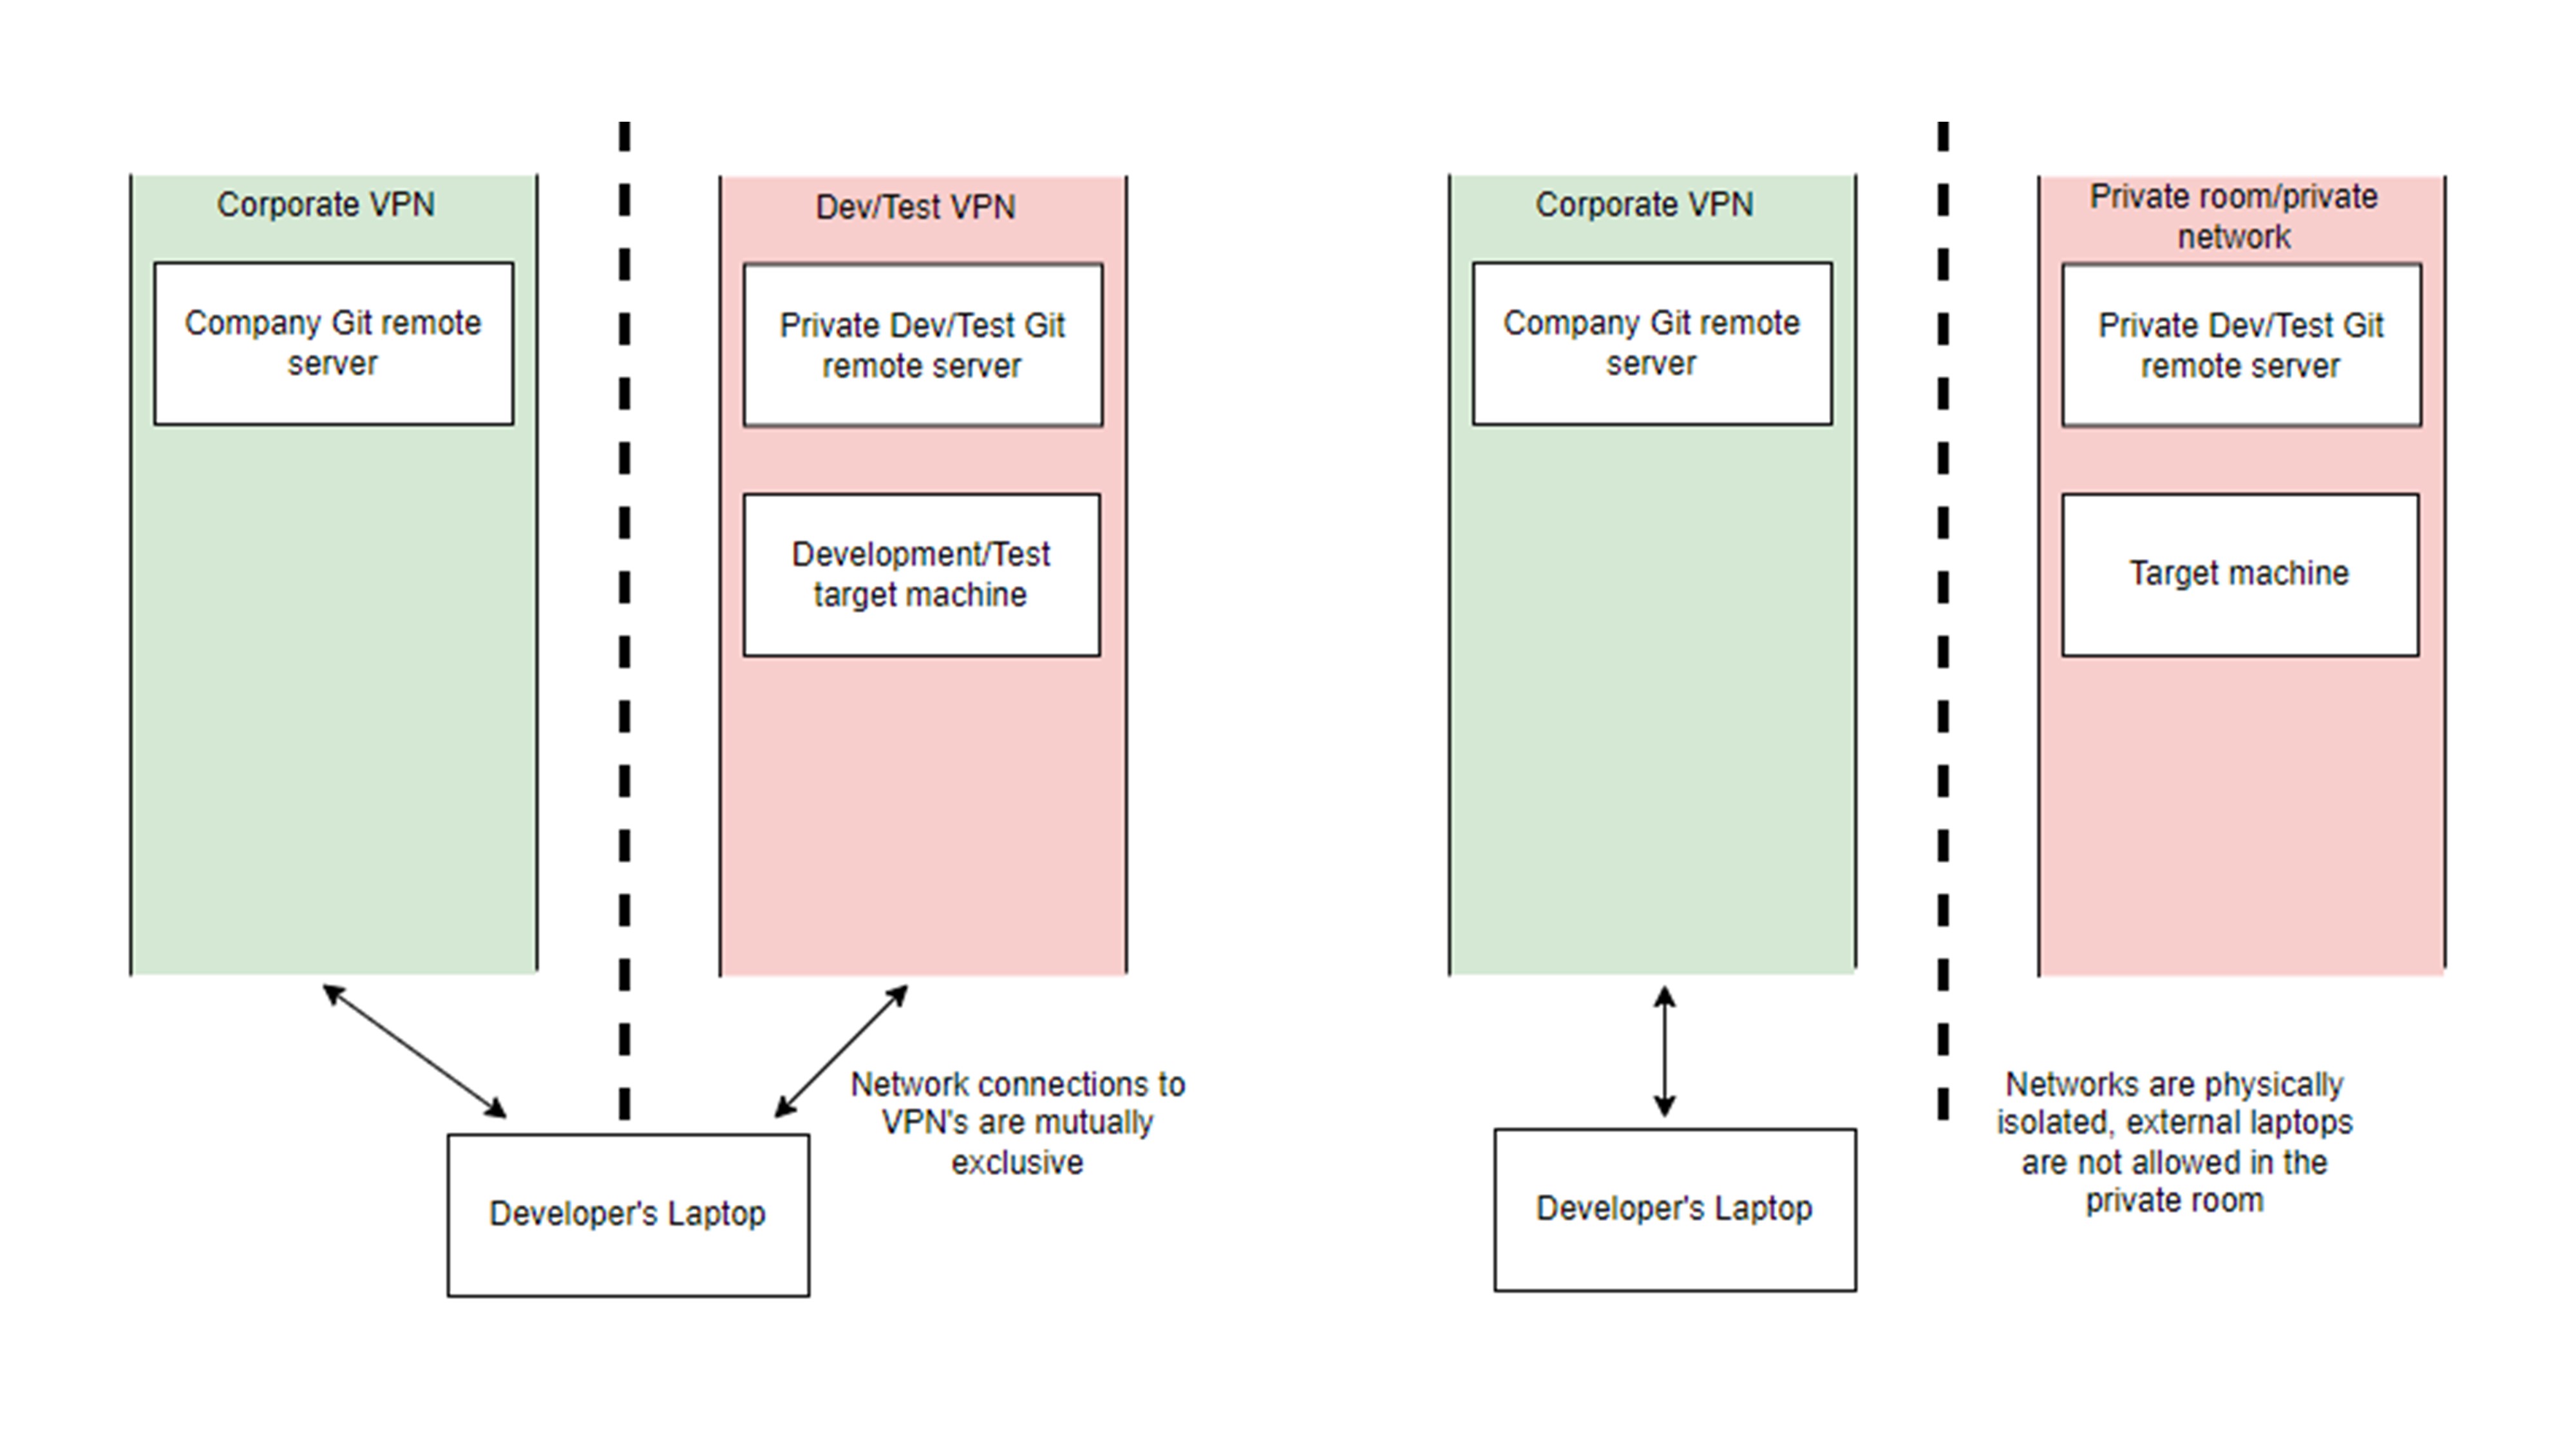 Corporate VPN
Company Git remote
server
Dev/Test VPN
Private Dev/Test Git
remote server
Development/Test
target machine
Network connections to
VPN's are mutually
exclusive
Developer's Laptop
Corporate VPN
Company Git remote
server
Private room/private
network
Private Dev/Test Git
remote server
Target machine
Networks are physically
isolated, external laptops
are not allowed in the
private room
Developer's Laptop